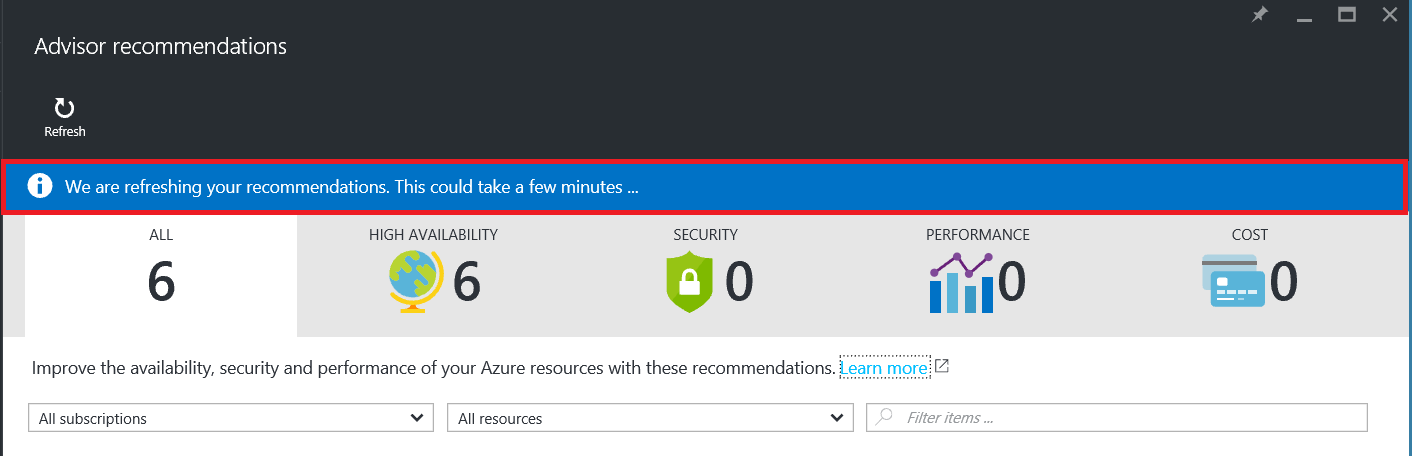 Advisor recommendations
Refresh
We are refreshing your recommendations. This could take a few minutes ...
ALL
6
HIGH AVAILABILITY
6
SECURITY
0
PERFORMANCE
0
COST
0
Improve the availability, security and performance of your Azure resources with these recommendations. Learn more
All subscriptions
All resources
Filter items ...